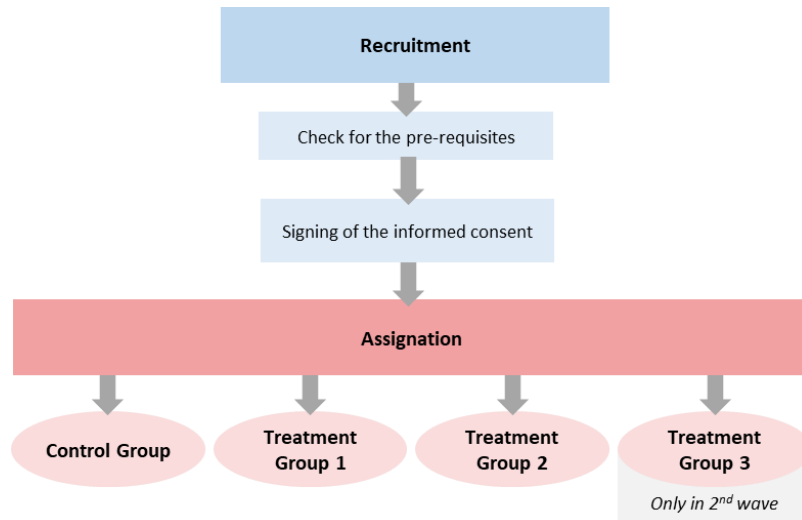 Recruitment
Check for the pre-requisites
Signing of the informed consent
Assignation
Control Group
Treatment
Group 1
Treatment
Group 2
Treatment
Group 3
Only in 2nd wave